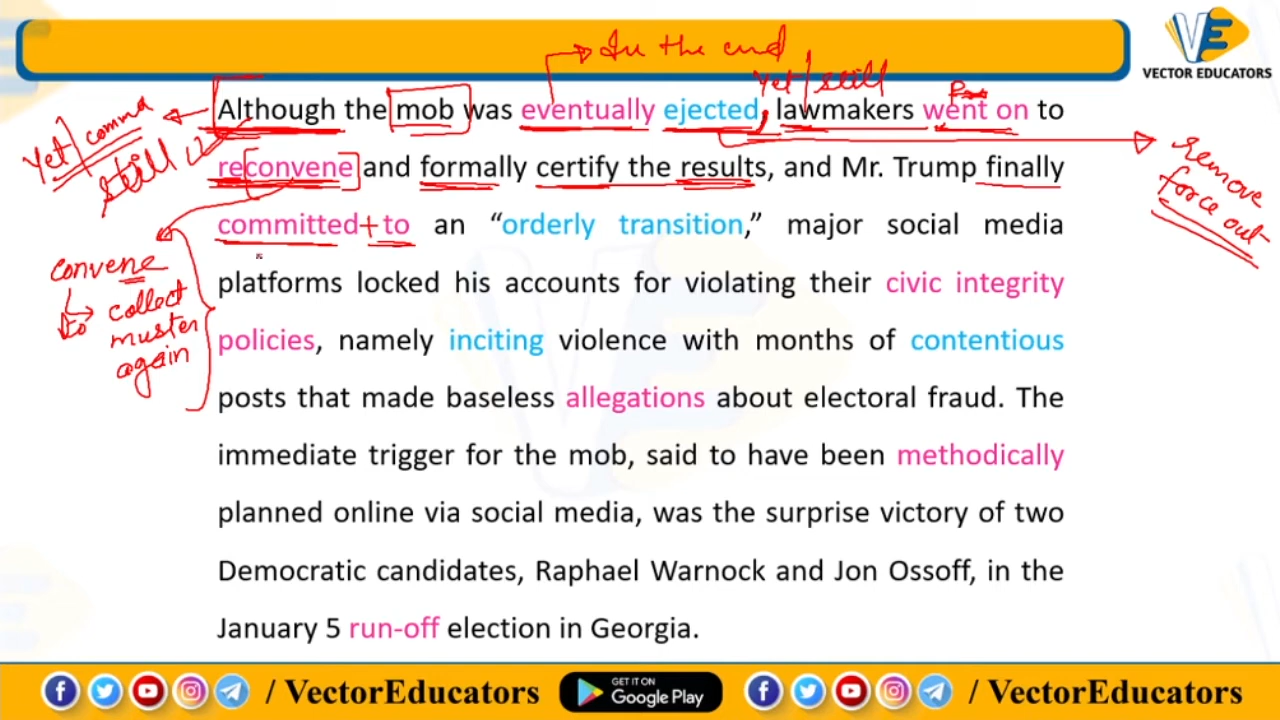 In the end
VECTOR EDUCATORS
yet / still
Although the mob was eventually ejected, lawmakers went on to
yet / comma
still
remove
force out
reconvene and formally certify the results, and Mr. Trump finally
committed + to an “orderly transition,” major social media
convene
to collect
muster
again
platforms locked his accounts for violating their civic integrity
policies, namely inciting violence with months of contentious
posts that made baseless allegations about electoral fraud. The
immediate trigger for the mob, said to have been methodically
planned online via social media, was the surprise victory of two
Democratic candidates, Raphael Warnock and Jon Ossoff, in the
January 5 run-off election in Georgia.
/ VectorEducators
GET IT ON
Google Play
/ VectorEducators